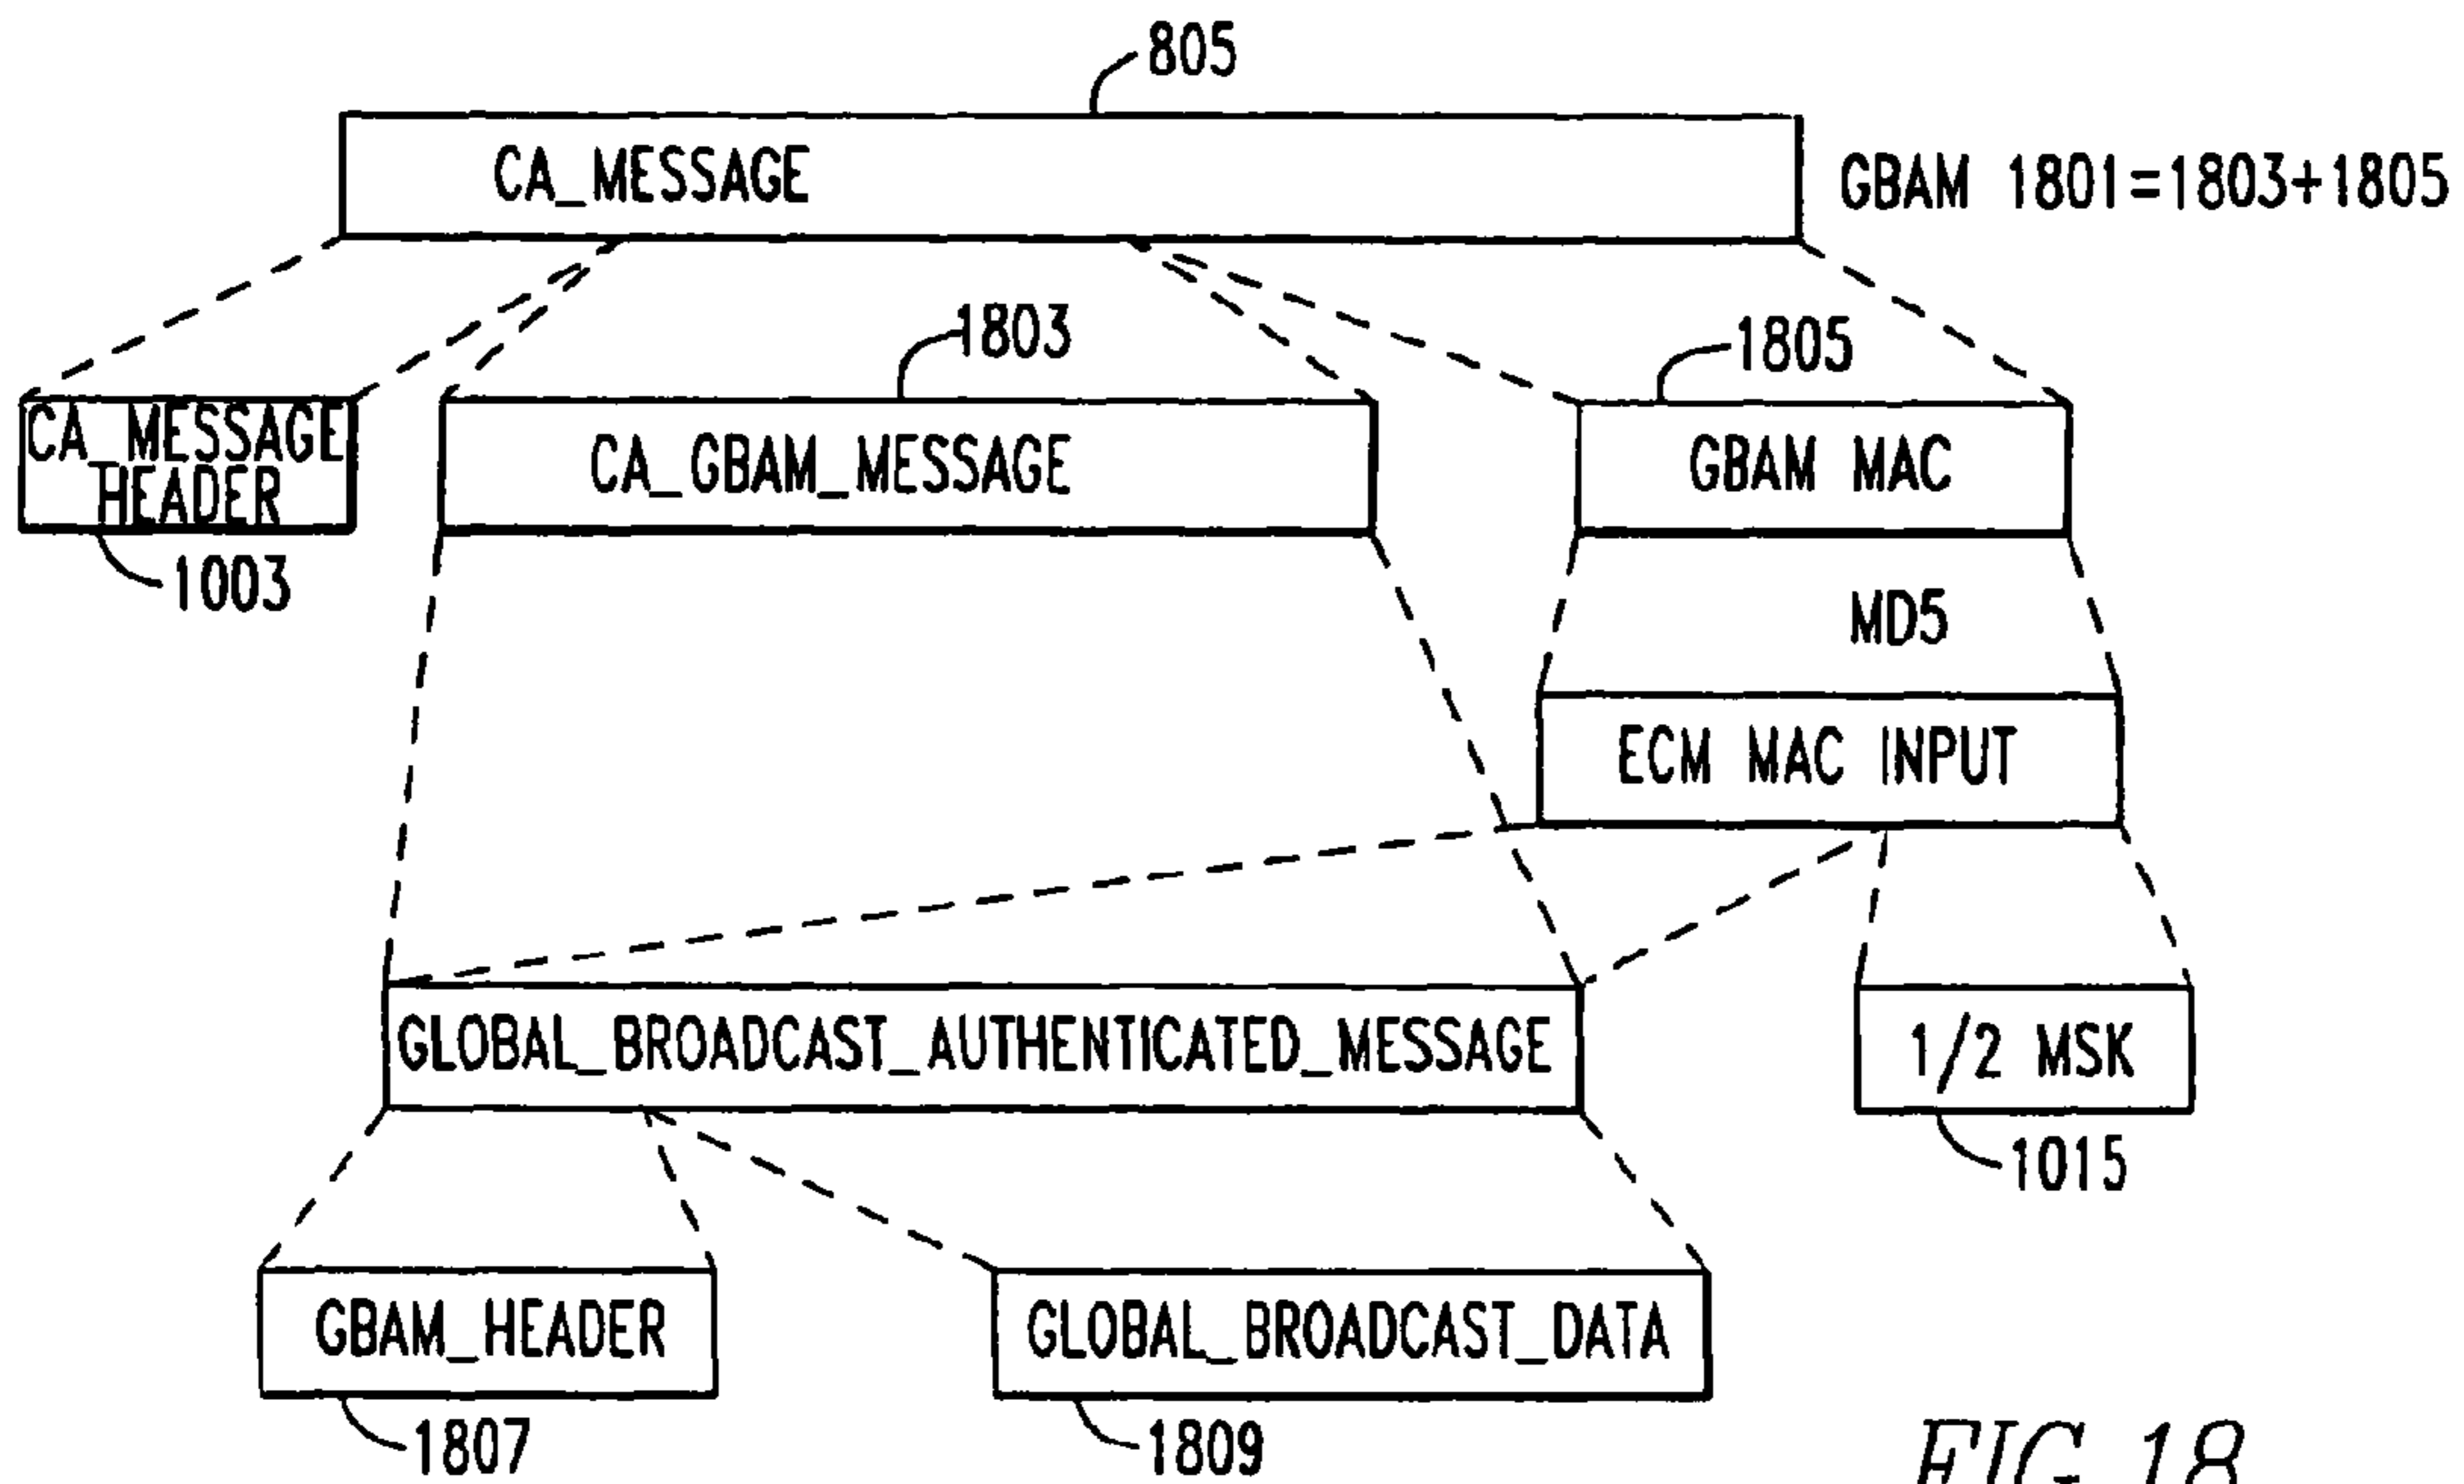 805
CA_MESSAGE
GBAM 1801=1803+1805
1803
1805
CA_MESSAGE
HEADER
CA_GBAM_MESSAGE
GBAM MAC
1003
MD5
ECM MAC INPUT
GLOBAL_BROADCAST_AUTHENTICATED_MESSAGE
1/2 MSK
1015
GBAM_HEADER
GLOBAL_BROADCAST_DATA
1807
1809
FIG.18